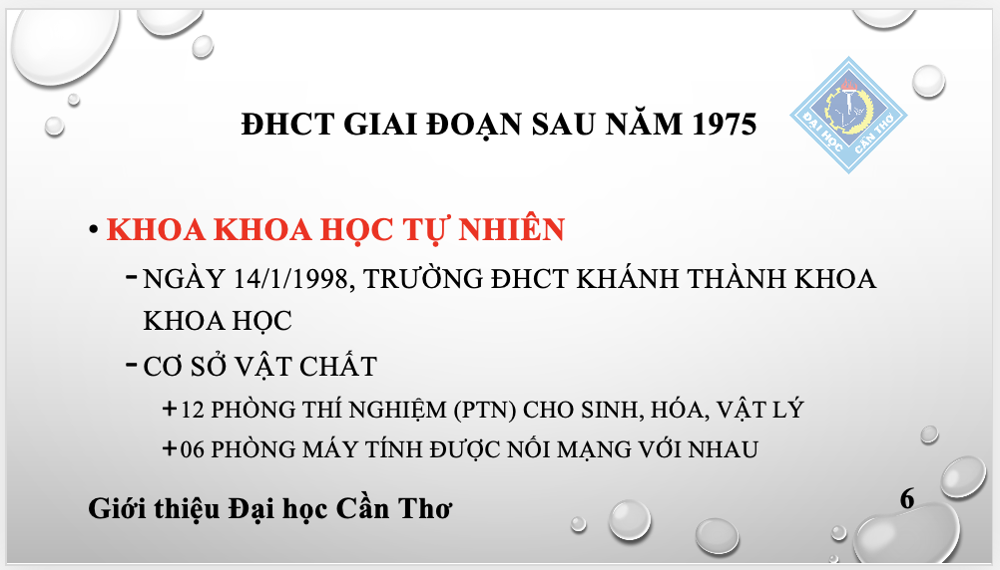 ĐHCT GIAI ĐOẠN SAU NĂM 1975
ĐẠI HỌC CẦN THƠ
• KHOA KHOA HỌC TỰ NHIÊN
- NGÀY 14/1/1998, TRƯỜNG ĐHCT KHÁNH THÀNH KHOA
KHOA HỌC
- CƠ SỞ VẬT CHẤT
+ 12 PHÒNG THÍ NGHIỆM (PTN) CHO SINH, HÓA, VẬT LÝ
+ 06 PHÒNG MÁY TÍNH ĐƯỢC NỐI MẠNG VỚI NHAU
Giới thiệu Đại học Cần Thơ
6